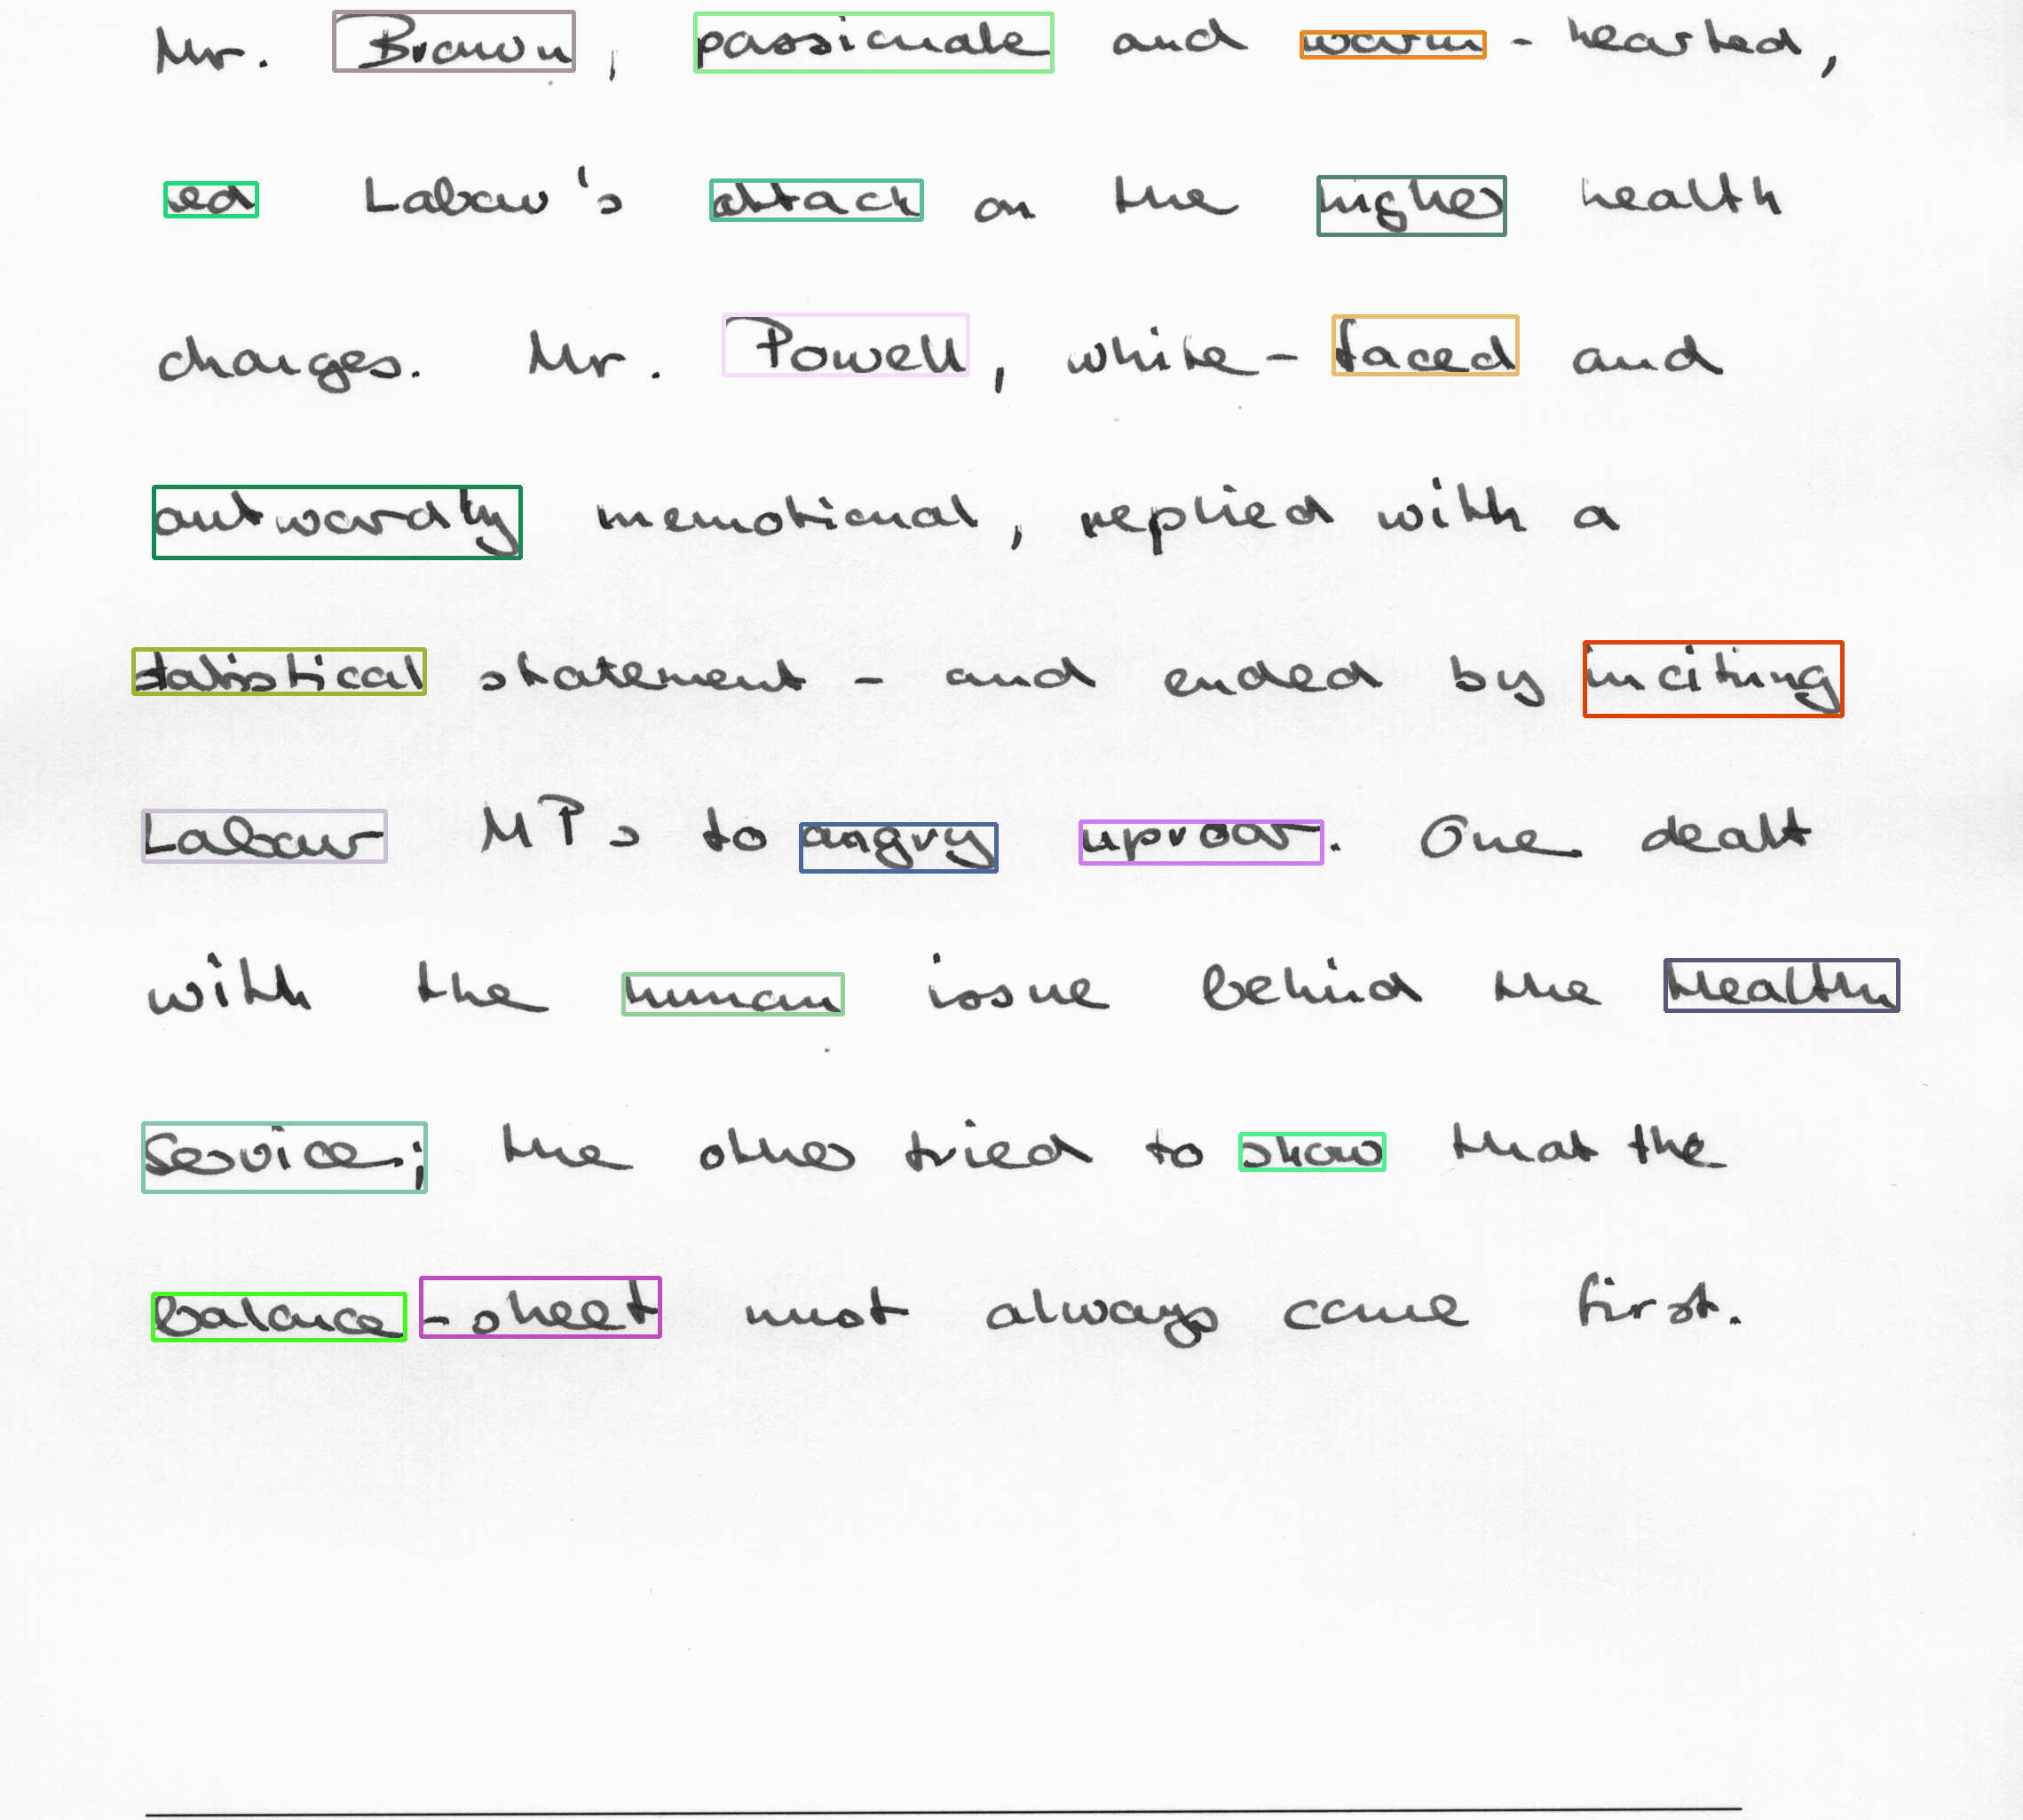 Mr. Brown, passionate and warm-hearted,
ed Labour's attack on the higher health
charges. Mr. Powell, white-faced and
outwardly memotional, replied with a
statistical statement - and ended by inciting
Labour MPs to angry uproar. One dealt
with the human issue behind the Health
Service; the other tried to show that the
balance-sheet must always come first.